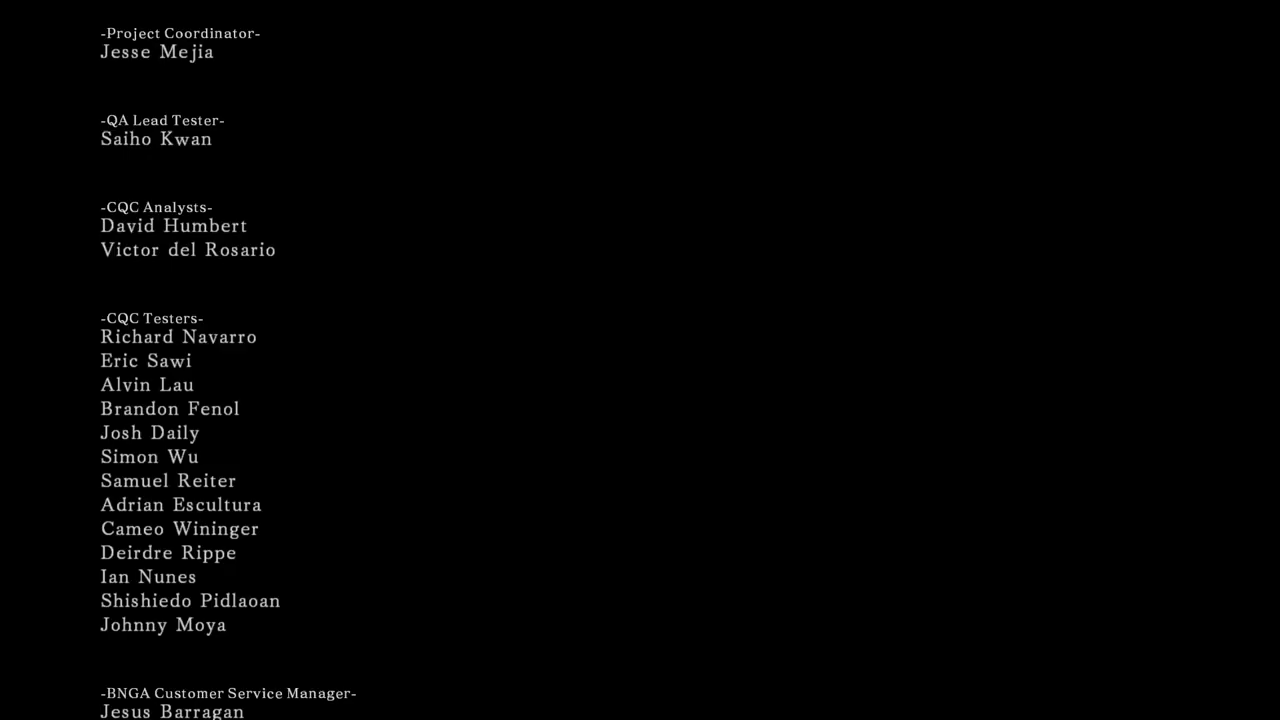 -Project Coordinator-
Jesse Mejia
-QA Lead Tester-
Saiho Kwan
-CQC Analysts-
David Humbert
Victor del Rosario
-CQC Testers-
Richard Navarro
Eric Sawi
Alvin Lau
Brandon Fenol
Josh Daily
Simon Wu
Samuel Reiter
Adrian Escultura
Cameo Wininger
Deirdre Rippe
Ian Nunes
Shishiedo Pidlaoan
Johnny Moya
-BNGA Customer Service Manager-
Jesus Barragan